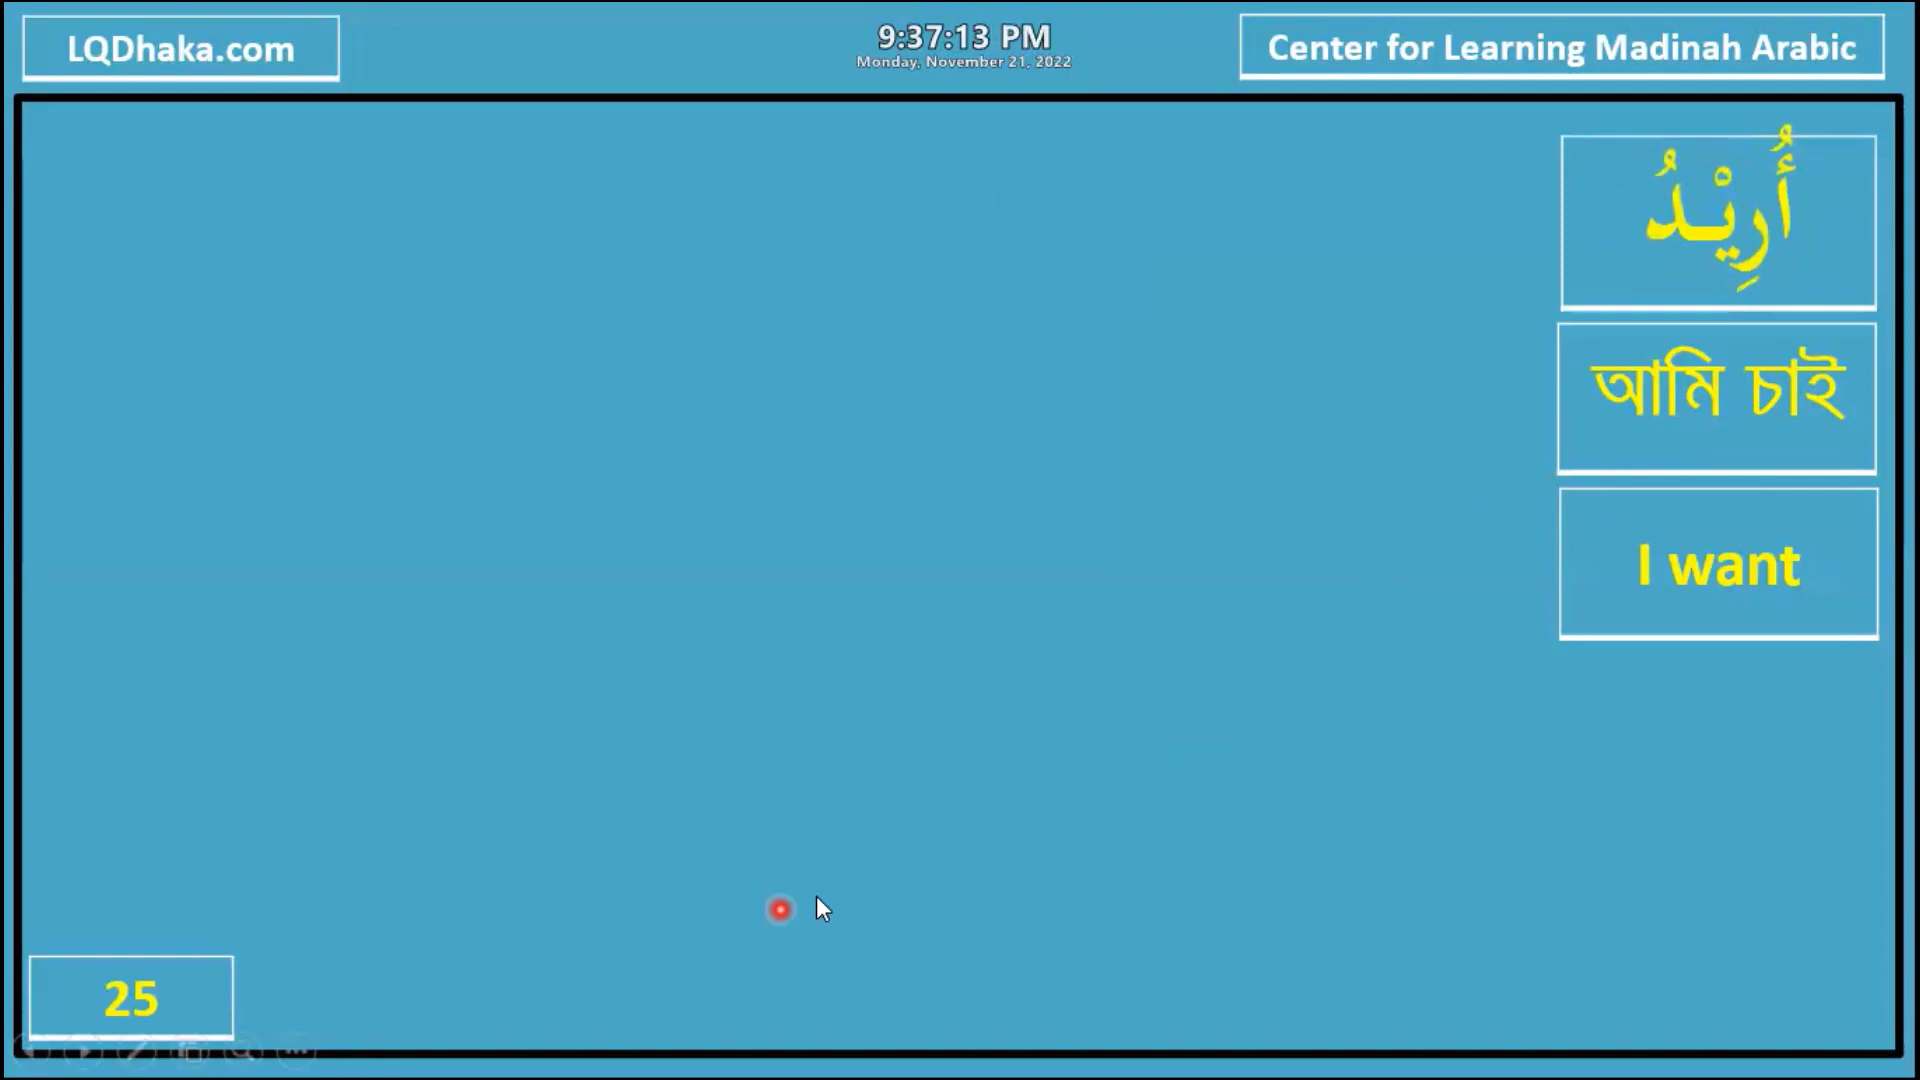 LQDhaka.com
9:37:13 PM
Monday, November 21, 2022
Center for Learning Madinah Arabic
أُرِيْدُ
আমি চাই
I want
25